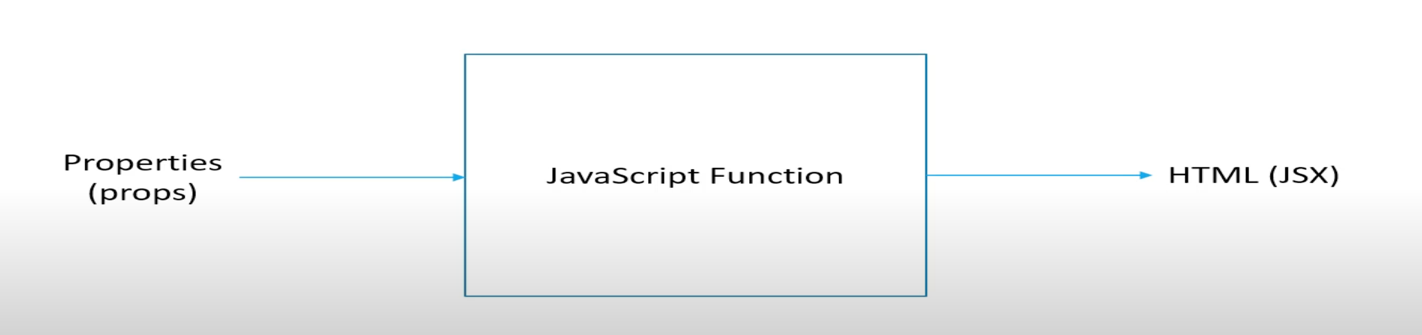 Properties
(props)
JavaScript Function
HTML (JSX)